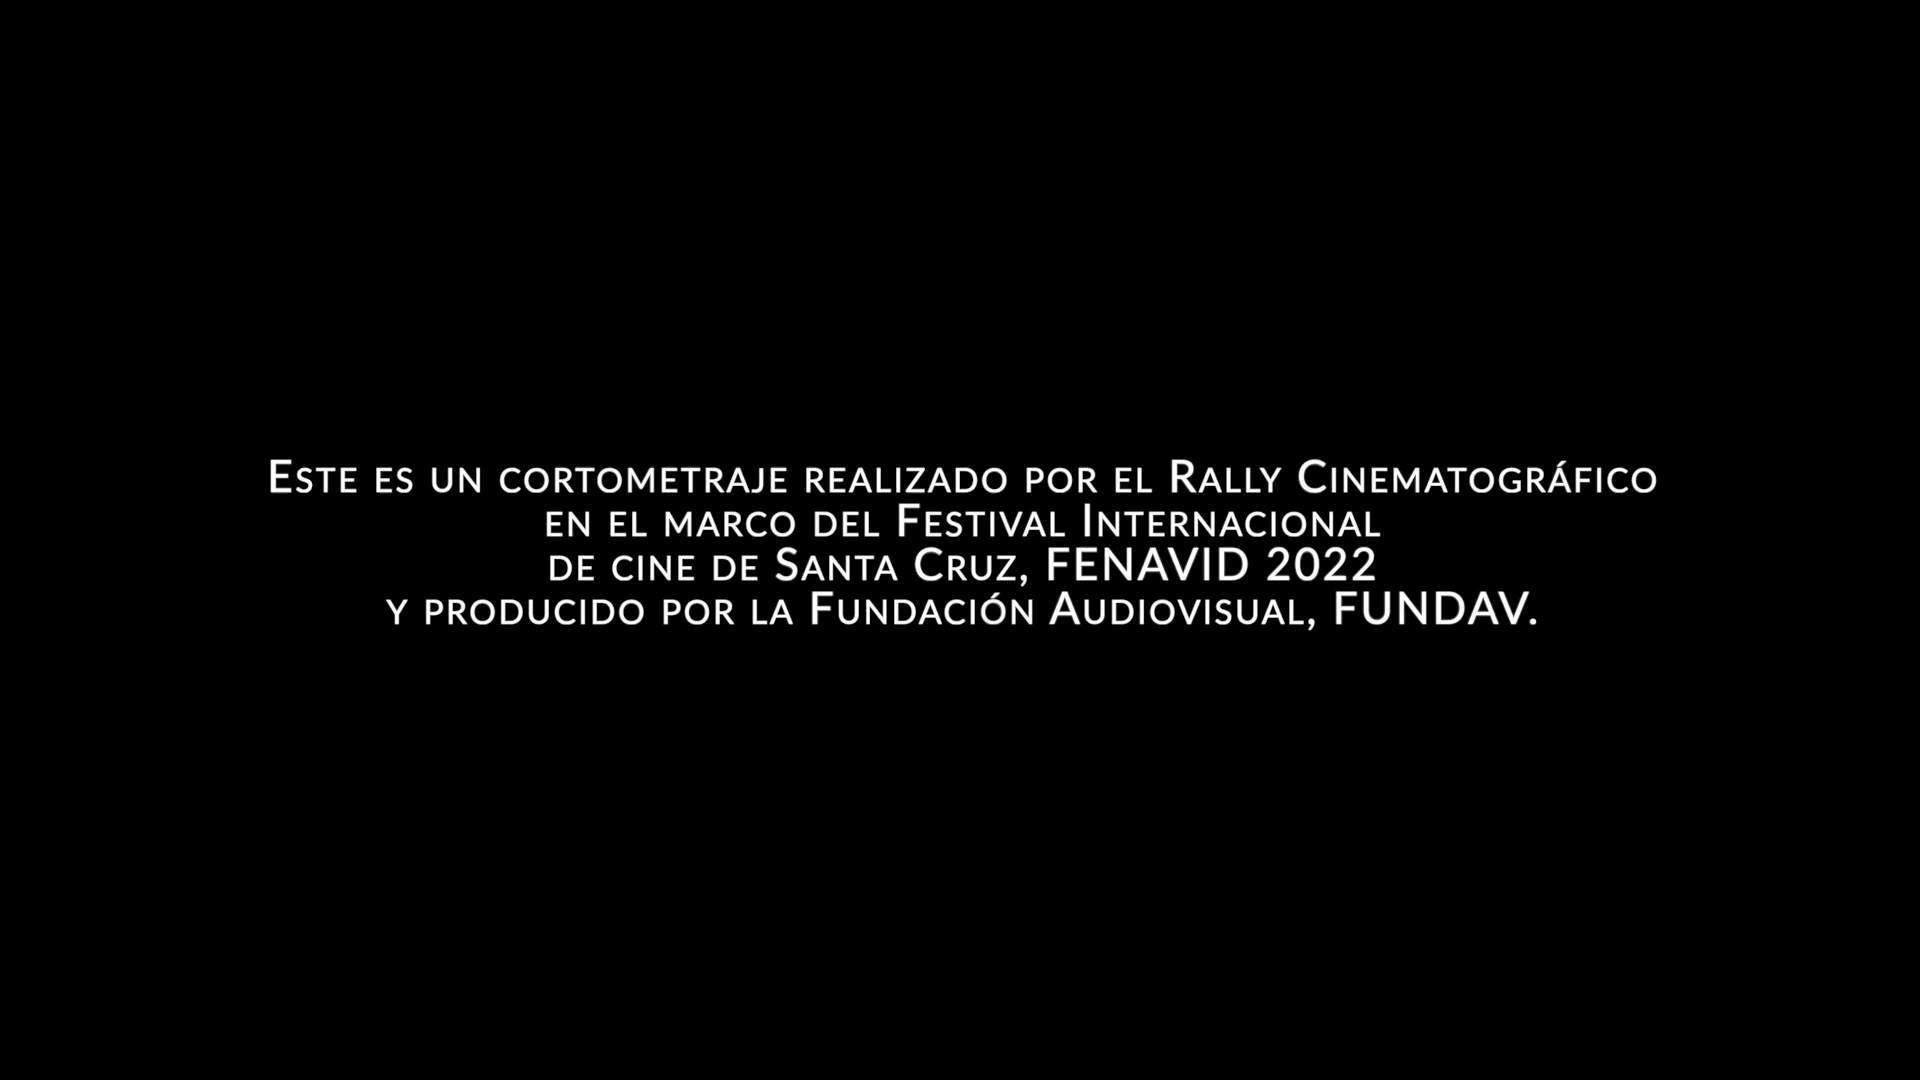 Este es un cortometraje realizado por el Rally Cinematográfico
en el marco del Festival Internacional
de cine de Santa Cruz, FENAVID 2022
y producido por la Fundación Audiovisual, FUNDAV.